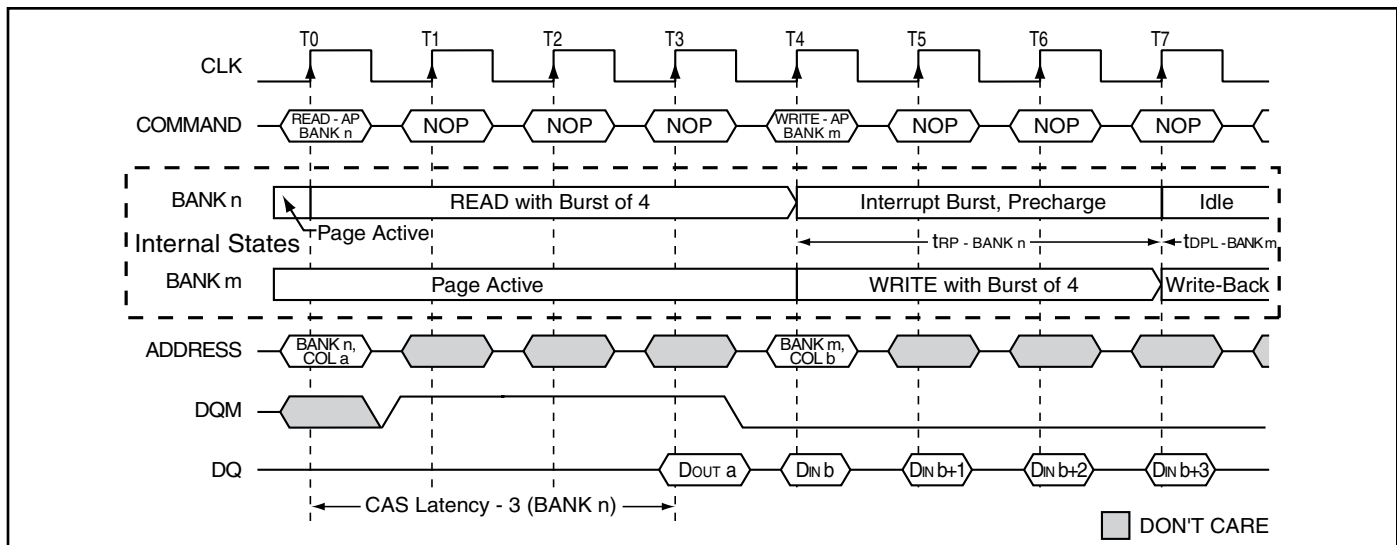 T0 T1 T2 T3 T4 T5 T6 T7
CLK
COMMAND READ - AP BANK n NOP NOP NOP WRITE - AP BANK m NOP NOP NOP
BANK n READ with Burst of 4 Interrupt Burst, Precharge Idle
Internal States Page Active tRP - BANK n tDPL - BANK m
BANK m Page Active WRITE with Burst of 4 Write-Back
ADDRESS BANK n, COL a BANK m, COL b
DQM
DQ DOUT a DIN b DIN b+1 DIN b+2 DIN b+3
CAS Latency - 3 (BANK n)
DON'T CARE